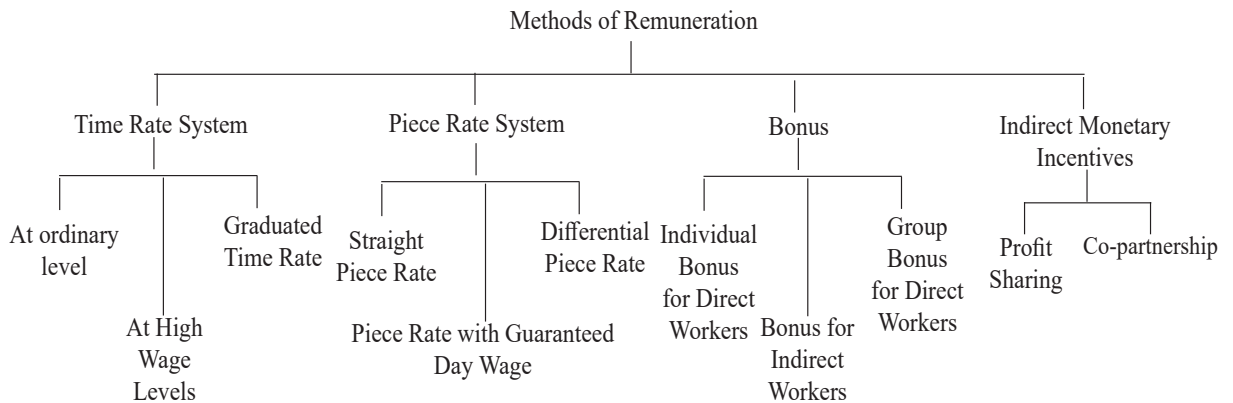 Methods of Remuneration
Time Rate System
Piece Rate System
Bonus
Indirect Monetary
Incentives
At ordinary
level
At High
Wage
Levels
Graduated
Time Rate
Straight
Piece Rate
Piece Rate with Guaranteed
Day Wage
Differential
Piece Rate
Individual
Bonus
for Direct
Workers
Bonus for
Indirect
Workers
Group
Bonus
for Direct
Workers
Profit
Sharing
Co-partnership